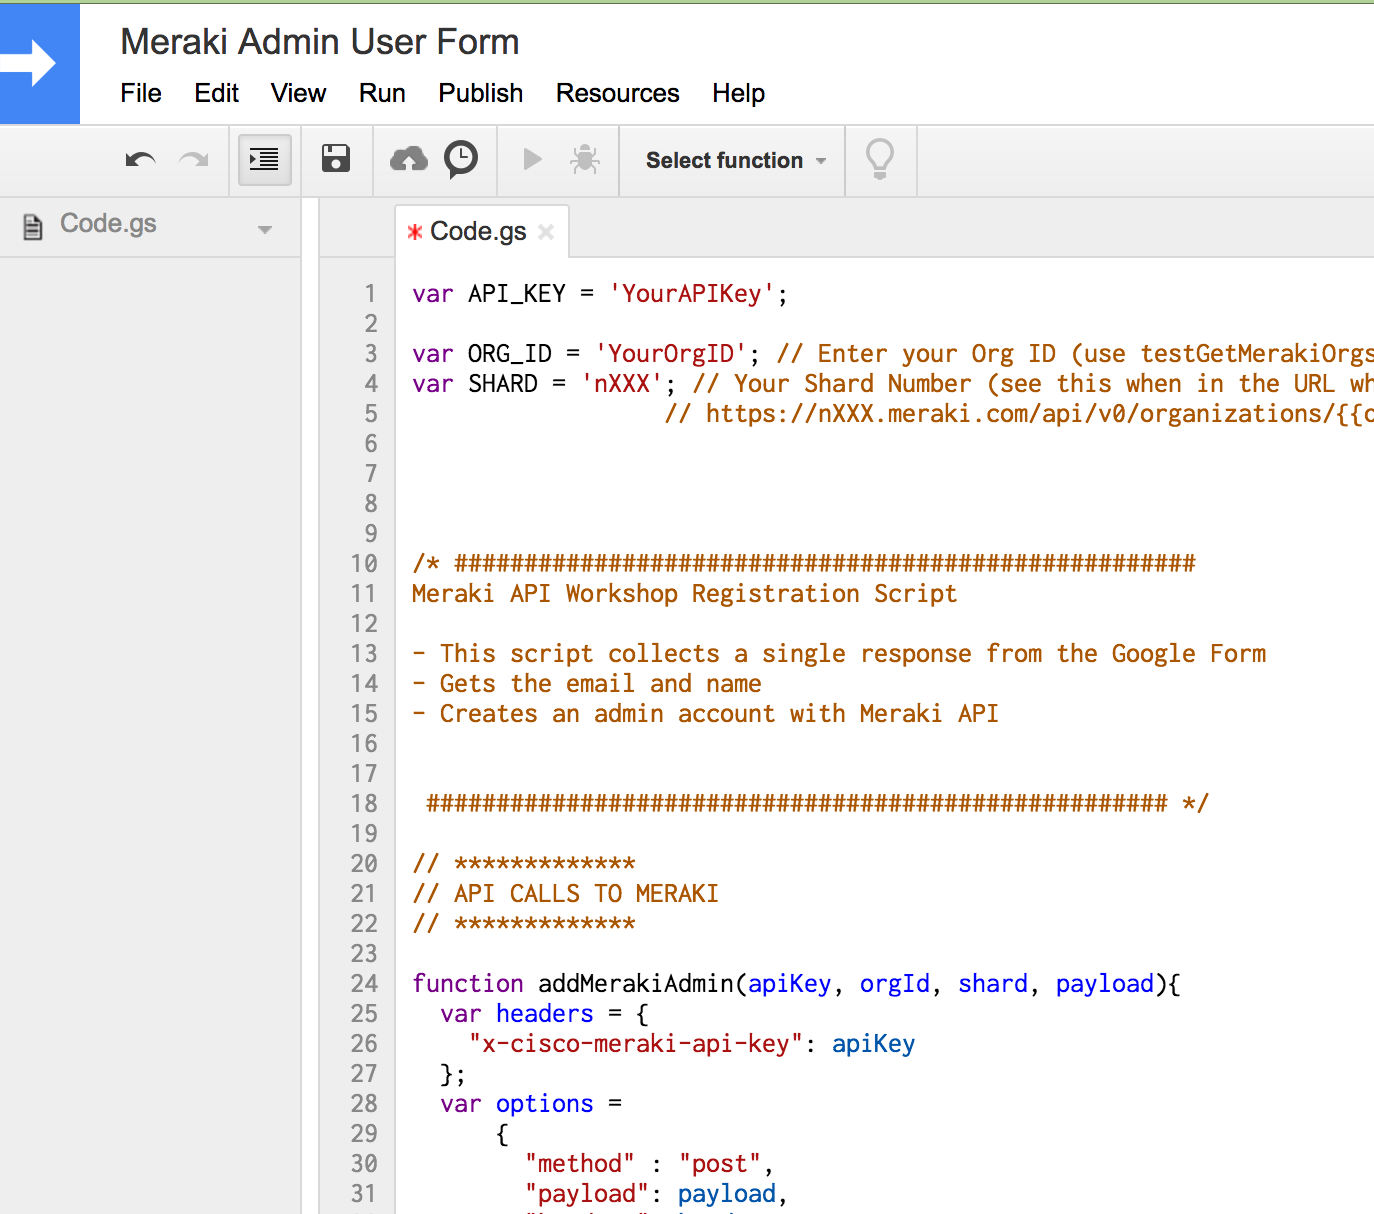 Meraki Admin User Form
File Edit View Run Publish Resources Help
Select function
Code.gs
* Code.gs
1 var API_KEY = 'YourAPIKey';
2
3 var ORG_ID = 'YourOrgID'; // Enter your Org ID (use testGetMerakiOrgs
4 var SHARD = 'nXXX'; // Your Shard Number (see this when in the URL wh
5 // https://nXXX.meraki.com/api/v0/organizations/{{o
6
7
8
9
10 /* #####################################################
11 Meraki API Workshop Registration Script
12
13 - This script collects a single response from the Google Form
14 - Gets the email and name
15 - Creates an admin account with Meraki API
16
17
18 ##################################################### */
19
20 // *************
21 // API CALLS TO MERAKI
22 // *************
23
24 function addMerakiAdmin(apiKey, orgId, shard, payload){
25 var headers = {
26 "x-cisco-meraki-api-key": apiKey
27 };
28 var options =
29 {
30 "method" : "post",
31 "payload": payload,